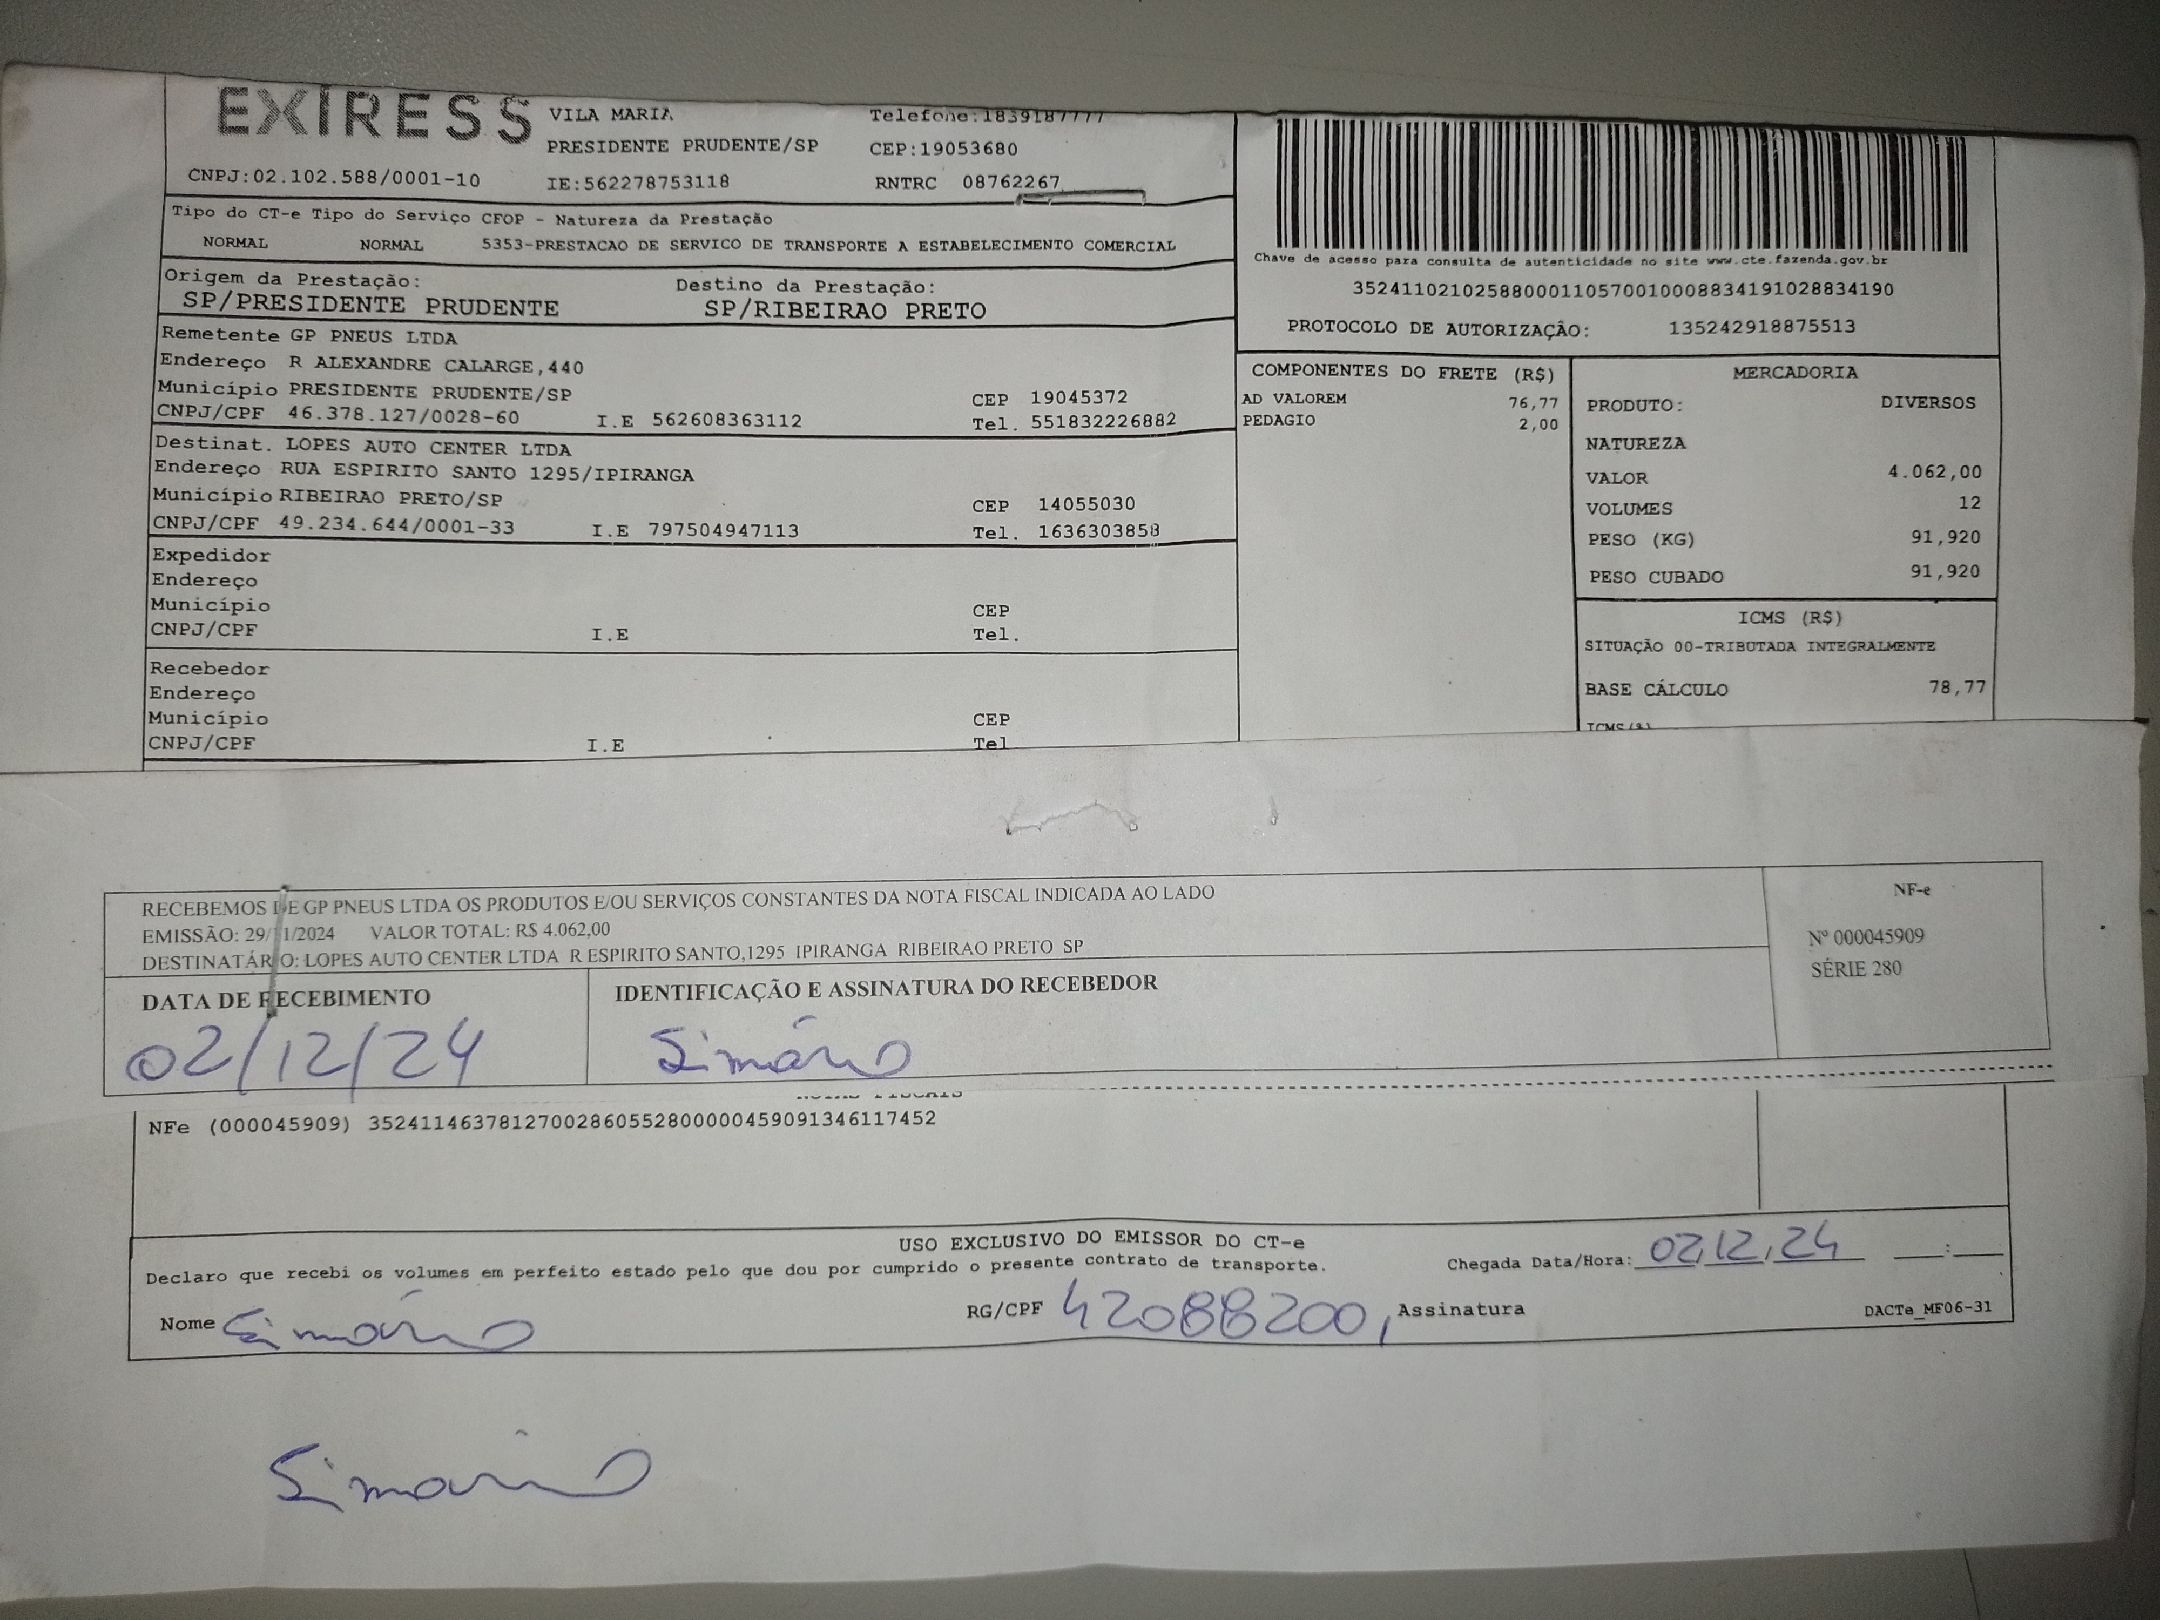 EXPRESS
VILA MARIA Telefone:1839187777
PRESIDENTE PRUDENTE/SP CEP:19053680
CNPJ:02.102.588/0001-10 IE:562278753118 RNTRC 08762267
Tipo do CT-e Tipo do Serviço CFOP - Natureza da Prestação
NORMAL NORMAL 5353-PRESTACAO DE SERVICO DE TRANSPORTE A ESTABELECIMENTO COMERCIAL
Origem da Prestação: Destino da Prestação:
SP/PRESIDENTE PRUDENTE SP/RIBEIRAO PRETO
Remetente GP PNEUS LTDA
Endereço R ALEXANDRE CALARGE,440
Município PRESIDENTE PRUDENTE/SP CEP 19045372
CNPJ/CPF 46.378.127/0028-60 I.E 562608363112 Tel. 551832226882
Destinat. LOPES AUTO CENTER LTDA
Endereço RUA ESPIRITO SANTO 1295/IPIRANGA
Município RIBEIRAO PRETO/SP CEP 14055030
CNPJ/CPF 49.234.644/0001-33 I.E 797504947113 Tel. 1636303858
Expedidor
Endereço
Município CEP
CNPJ/CPF I.E Tel.
Recebedor
Endereço
Município CEP
CNPJ/CPF I.E Tel
Chave de acesso para consulta de autenticidade no site www.cte.fazenda.gov.br
35241102102588000110570010008834191028834190
PROTOCOLO DE AUTORIZAÇÃO: 135242918875513
COMPONENTES DO FRETE (R$)
AD VALOREM 76,77
PEDAGIO 2,00
MERCADORIA
PRODUTO: DIVERSOS
NATUREZA
VALOR 4.062,00
VOLUMES 12
PESO (KG) 91,920
PESO CUBADO 91,920
ICMS (R$)
SITUAÇÃO 00-TRIBUTADA INTEGRALMENTE
BASE CÁLCULO 78,77
ICMS(%)
RECEBEMOS DE GP PNEUS LTDA OS PRODUTOS E/OU SERVIÇOS CONSTANTES DA NOTA FISCAL INDICADA AO LADO
EMISSÃO: 29/11/2024 VALOR TOTAL: R$ 4.062,00
DESTINATÁRIO: LOPES AUTO CENTER LTDA R ESPIRITO SANTO,1295 IPIRANGA RIBEIRAO PRETO SP
DATA DE RECEBIMENTO IDENTIFICAÇÃO E ASSINATURA DO RECEBEDOR
02/12/24 Simário
NF-e
Nº 000045909
SÉRIE 280
NOTAS FISCAIS
NFe (000045909) 35241146378127002860552800000459091346117452
USO EXCLUSIVO DO EMISSOR DO CT-e
Declaro que recebi os volumes em perfeito estado pelo que dou por cumprido o presente contrato de transporte. Chegada Data/Hora: 02,12,24 __:__
Nome Simário RG/CPF 42088200, Assinatura DACTe_MF06-31
Simário